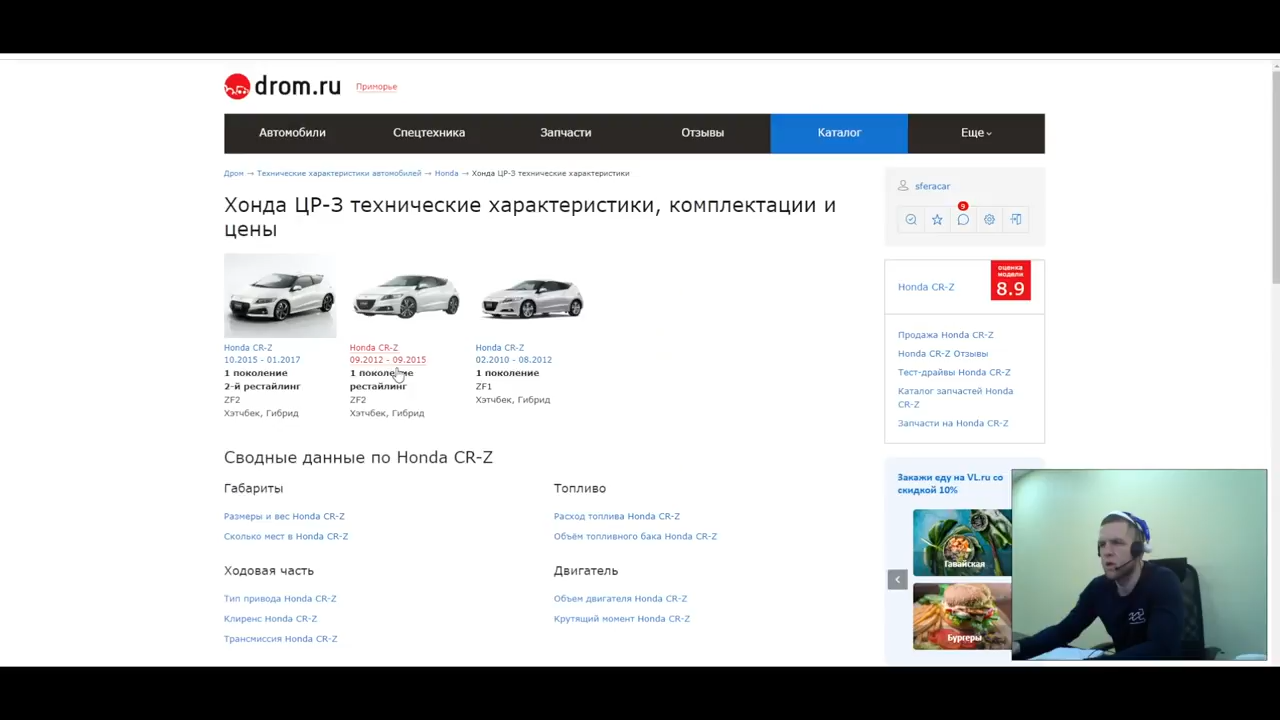 drom.ru
Приморье
Автомобили
Спецтехника
Запчасти
Отзывы
Каталог
Еще
Дром → Технические характеристики автомобилей → Honda → Хонда ЦР-З технические характеристики
sferacar
9
Хонда ЦР-З технические характеристики, комплектации и
цены
Honda CR-Z
10.2015 - 01.2017
1 поколение
2-й рестайлинг
ZF2
Хэтчбек, Гибрид
Honda CR-Z
09.2012 - 09.2015
1 поколение
рестайлинг
ZF2
Хэтчбек, Гибрид
Honda CR-Z
02.2010 - 08.2012
1 поколение
ZF1
Хэтчбек, Гибрид
Honda CR-Z
оценка
модели
8.9
Продажа Honda CR-Z
Honda CR-Z Отзывы
Тест-драйвы Honda CR-Z
Каталог запчастей Honda
CR-Z
Запчасти на Honda CR-Z
Сводные данные по Honda CR-Z
Габариты
Размеры и вес Honda CR-Z
Сколько мест в Honda CR-Z
Топливо
Расход топлива Honda CR-Z
Объём топливного бака Honda CR-Z
Ходовая часть
Тип привода Honda CR-Z
Клиренс Honda CR-Z
Трансмиссия Honda CR-Z
Двигатель
Объем двигателя Honda CR-Z
Крутящий момент Honda CR-Z
Закажи еду на VL.ru со
скидкой 10%
Гавайская
Бургеры